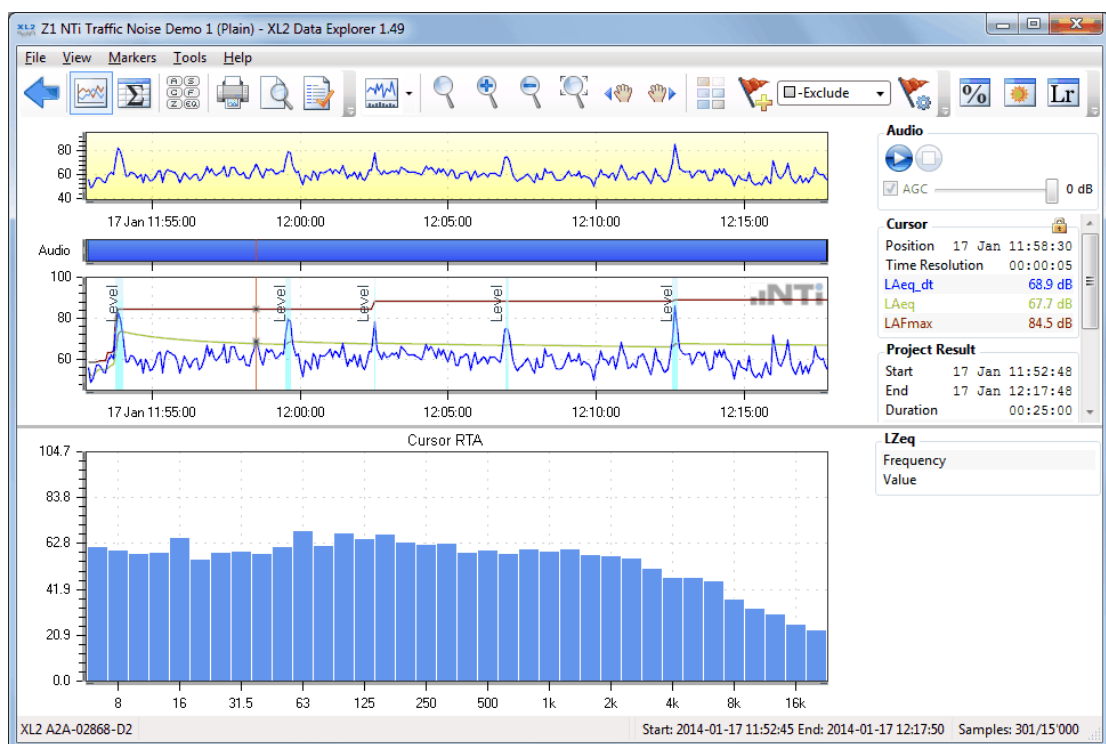 Z1 NTi Traffic Noise Demo 1 (Plain) - XL2 Data Explorer 1.49
File View Markers Tools Help
-Exclude
% Lr
80
60
40
17 Jan 11:55:00 12:00:00 12:05:00 12:10:00 12:15:00
Audio
100
80
60
Level Level Level Level Level
NTi
17 Jan 11:55:00 12:00:00 12:05:00 12:10:00 12:15:00
Audio
AGC 0 dB
Cursor
Position 17 Jan 11:58:30
Time Resolution 00:00:05
LAeq_dt 68.9 dB
LAeq 67.7 dB
LAFmax 84.5 dB
Project Result
Start 17 Jan 11:52:48
End 17 Jan 12:17:48
Duration 00:25:00
Cursor RTA
104.7
83.8
62.8
41.9
20.9
0.0
8 16 31.5 63 125 250 500 1k 2k 4k 8k 16k
LZeq
Frequency
Value
XL2 A2A-02868-D2 Start: 2014-01-17 11:52:45 End: 2014-01-17 12:17:50 Samples: 301/15'000